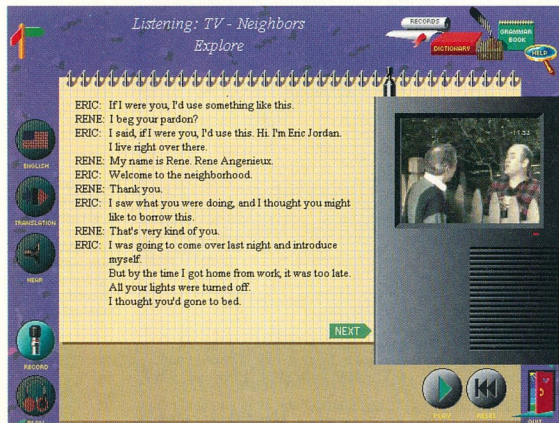 Listening: TV - Neighbors
Explore
RECORDS
DICTIONARY
GRAMMAR
BOOK
HELP
ERIC: If I were you, I'd use something like this.
RENE: I beg your pardon?
ERIC: I said, if I were you, I'd use this. Hi. I'm Eric Jordan.
I live right over there.
RENE: My name is Rene. Rene Angenieux.
ERIC: Welcome to the neighborhood.
RENE: Thank you.
ERIC: I saw what you were doing, and I thought you might
like to borrow this.
RENE: That's very kind of you.
ERIC: I was going to come over last night and introduce
myself.
But by the time I got home from work, it was too late.
All your lights were turned off.
I thought you'd gone to bed.
NEXT
ENGLISH
TRANSLATION
HEAR
RECORD
PLAY
RESET
QUIT